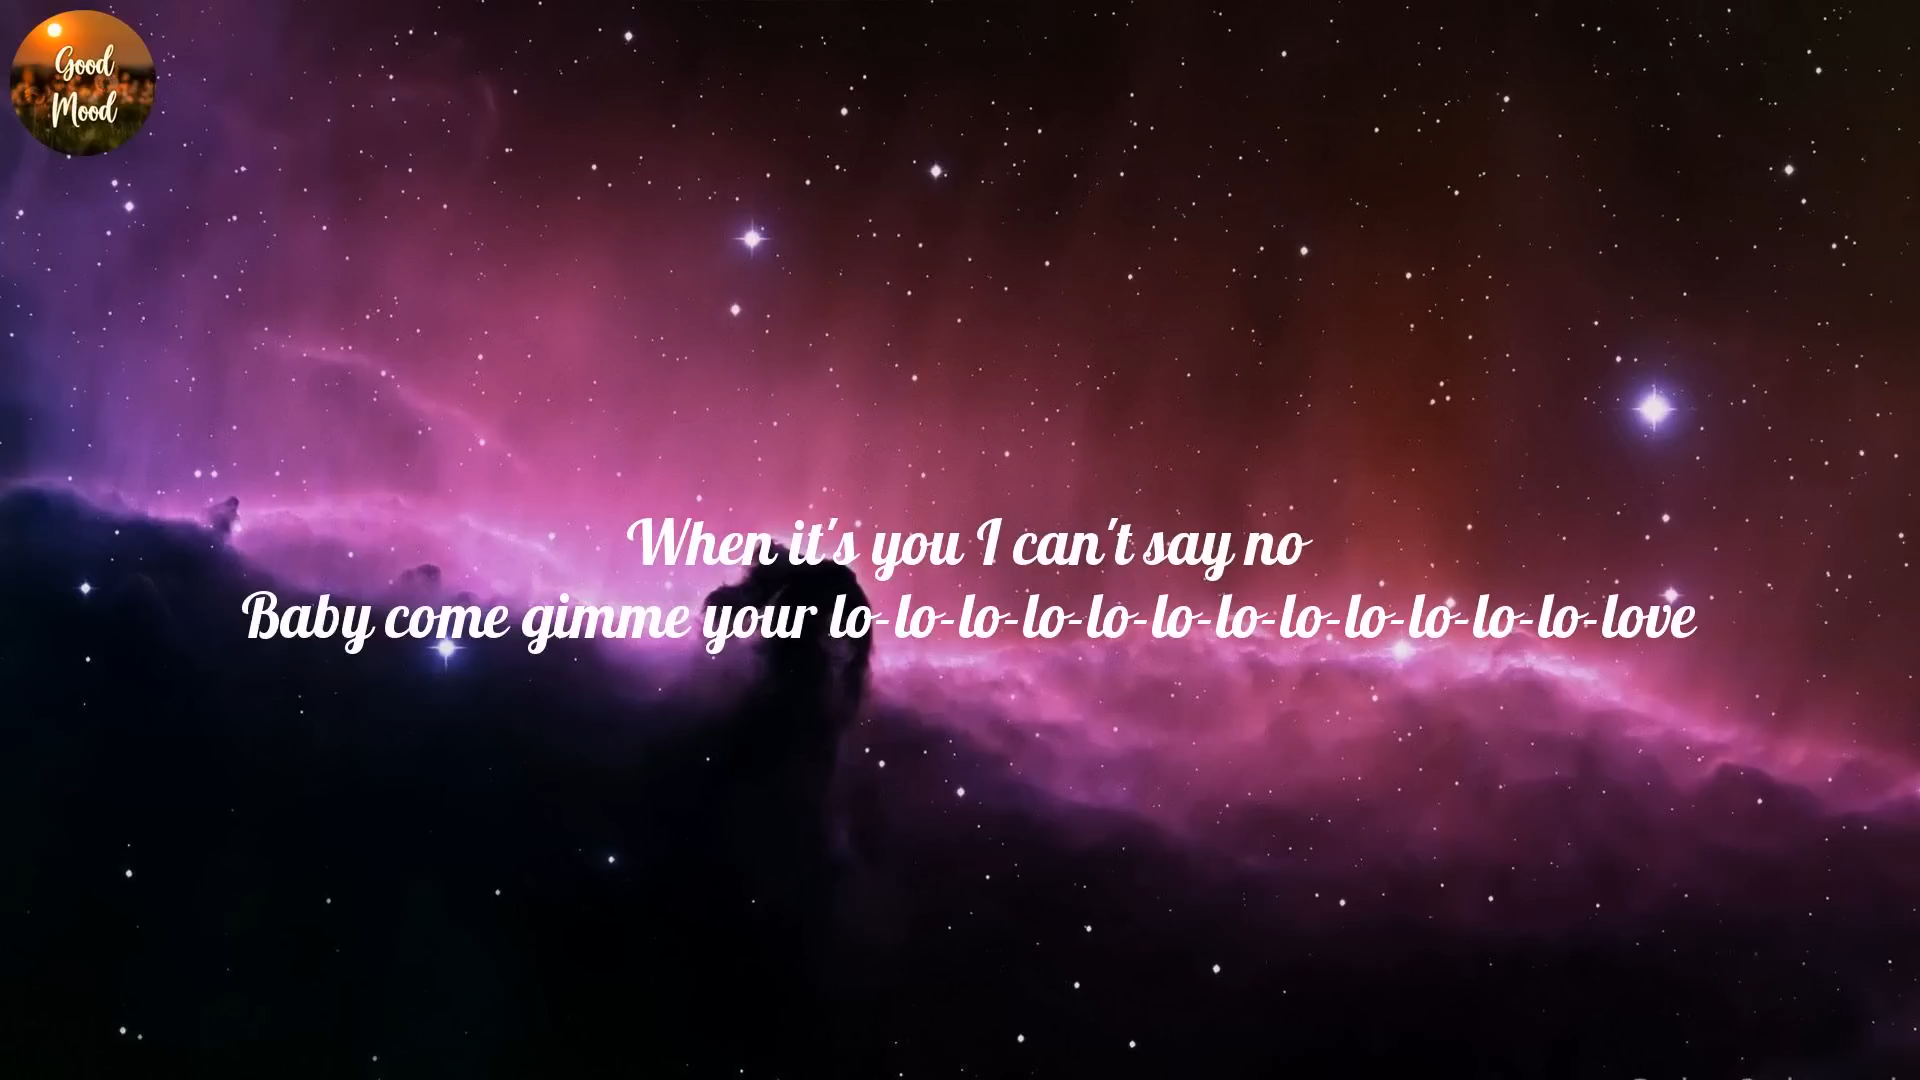 Good
Mood
When it's you I can't say no
Baby come gimme your lo-lo-lo-lo-lo-lo-lo-lo-lo-lo-lo-lo-love